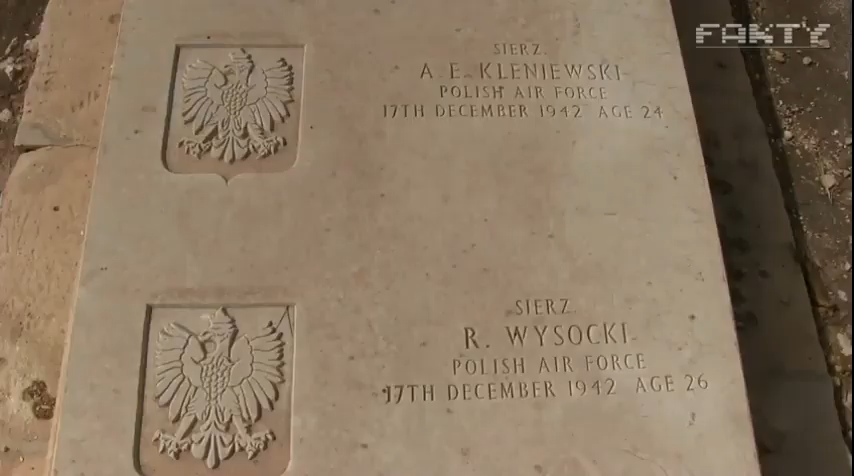 FAKTY
SIERZ.
A. E. KLENIEWSKI
POLISH AIR FORCE
17TH DECEMBER 1942 AGE 24
SIERZ.
R. WYSOCKI
POLISH AIR FORCE
17TH DECEMBER 1942 AGE 26